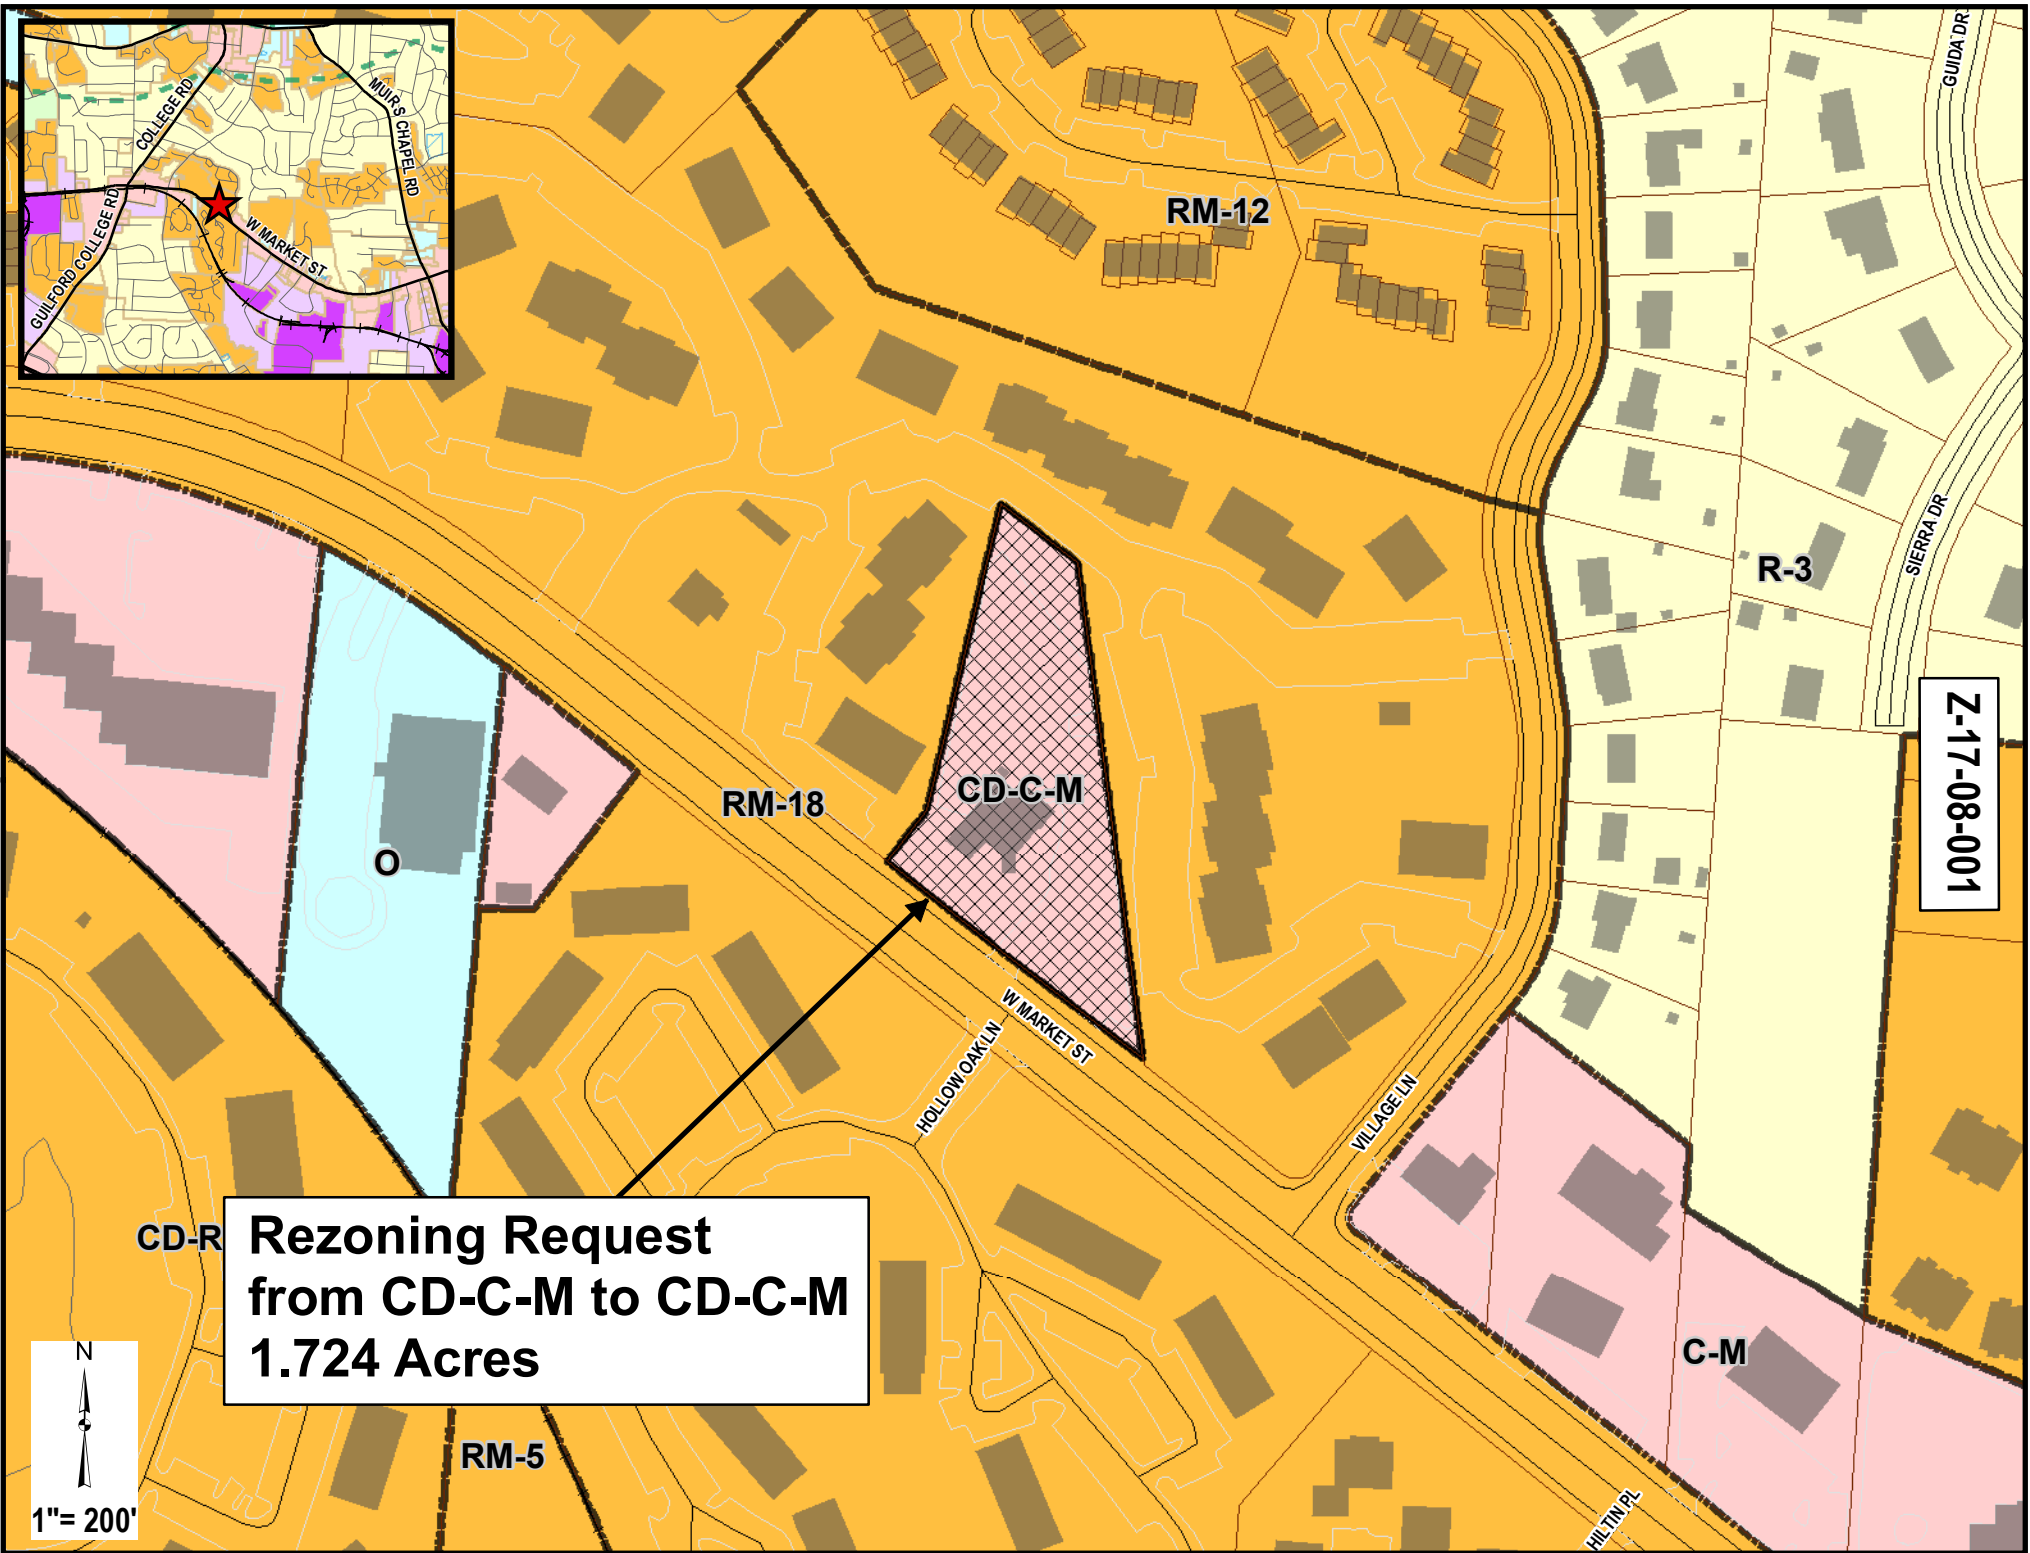 COLLEGE RD
MUIRS CHAPEL RD
GUILFORD COLLEGE RD
W MARKET ST
GUIDA DR
RM-12
R-3
SIERRA DR
Z-17-08-001
CD-C-M
RM-18
O
W MARKET ST
HOLLOW OAK LN
VILLAGE LN
CD-R
Rezoning Request
from CD-C-M to CD-C-M
1.724 Acres
C-M
N
1"= 200'
RM-5
HILTIN PL